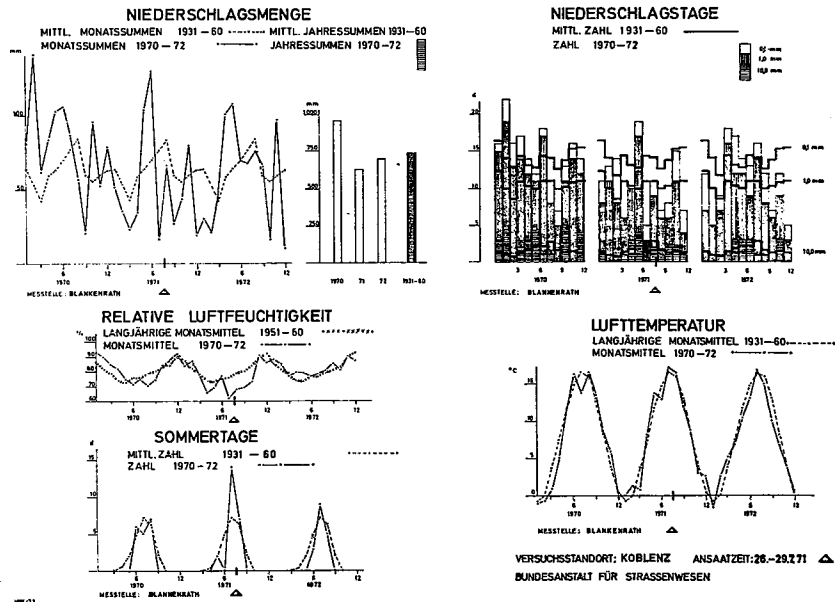 NIEDERSCHLAGSMENGE
MITTL. MONATSSUMMEN 1931-60 MITTL. JAHRESSUMMEN 1931-60
MONATSSUMMEN 1970-72 JAHRESSUMMEN 1970-72
mm
100
50
6 12 6 12 6 12
1970 1971 1972
mm
1.000
750
500
250
1970 71 72 1931-60
MESSTELLE: BLANKENRATH
NIEDERSCHLAGSTAGE
MITTL. ZAHL 1931-60
ZAHL 1970-72
0,1 mm
1,0 mm
10,0 mm
d
20
15
10
5
0,1 mm
1,0 mm
10,0 mm
3 6 9 12 3 6 9 12 3 6 9 12
1970 1971 1972
MESSTELLE: BLANKENRATH
RELATIVE LUFTFEUCHTIGKEIT
LANGJÄHRIGE MONATSMITTEL 1951-60
MONATSMITTEL 1970-72
%
100
90
80
70
60
6 12 6 12 6 12
1970 1971 1972
SOMMERTAGE
MITTL. ZAHL 1931-60
ZAHL 1970-72
d
15
10
5
6 12 6 12 6 12
1970 1971 1972
MESSTELLE: BLANKENRATH
LUFTTEMPERATUR
LANGJÄHRIGE MONATSMITTEL 1931-60
MONATSMITTEL 1970-72
°C
15
10
5
0
6 12 6 12 6 12
1970 1971 1972
MESSTELLE: BLANKENRATH
VERSUCHSSTANDORT: KOBLENZ ANSAATZEIT: 26.-29.7.71
BUNDESANSTALT FÜR STRASSENWESEN